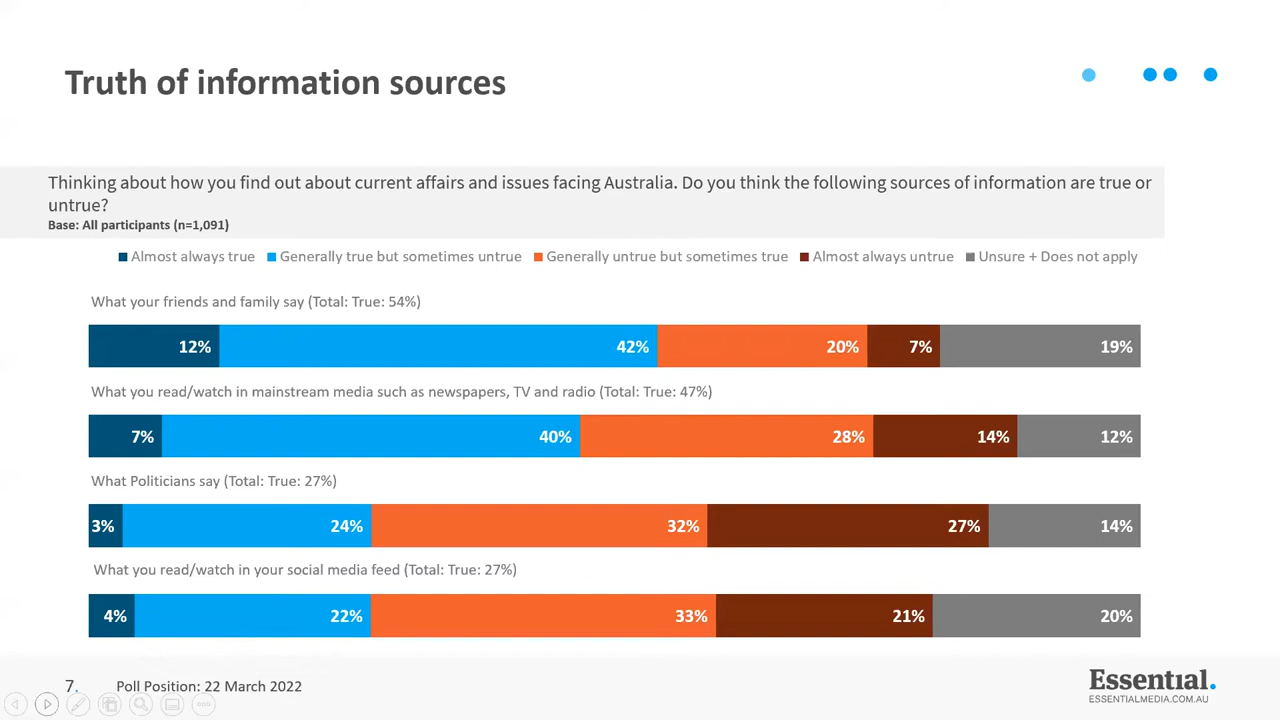 Truth of information sources
Thinking about how you find out about current affairs and issues facing Australia. Do you think the following sources of information are true or
untrue?
Base: All participants (n=1,091)
Almost always true Generally true but sometimes untrue Generally untrue but sometimes true Almost always untrue Unsure + Does not apply
What your friends and family say (Total: True: 54%)
12% 42% 20% 7% 19%
What you read/watch in mainstream media such as newspapers, TV and radio (Total: True: 47%)
7% 40% 28% 14% 12%
What Politicians say (Total: True: 27%)
3% 24% 32% 27% 14%
What you read/watch in your social media feed (Total: True: 27%)
4% 22% 33% 21% 20%
7. Poll Position: 22 March 2022
Essential.
ESSENTIALMEDIA.COM.AU